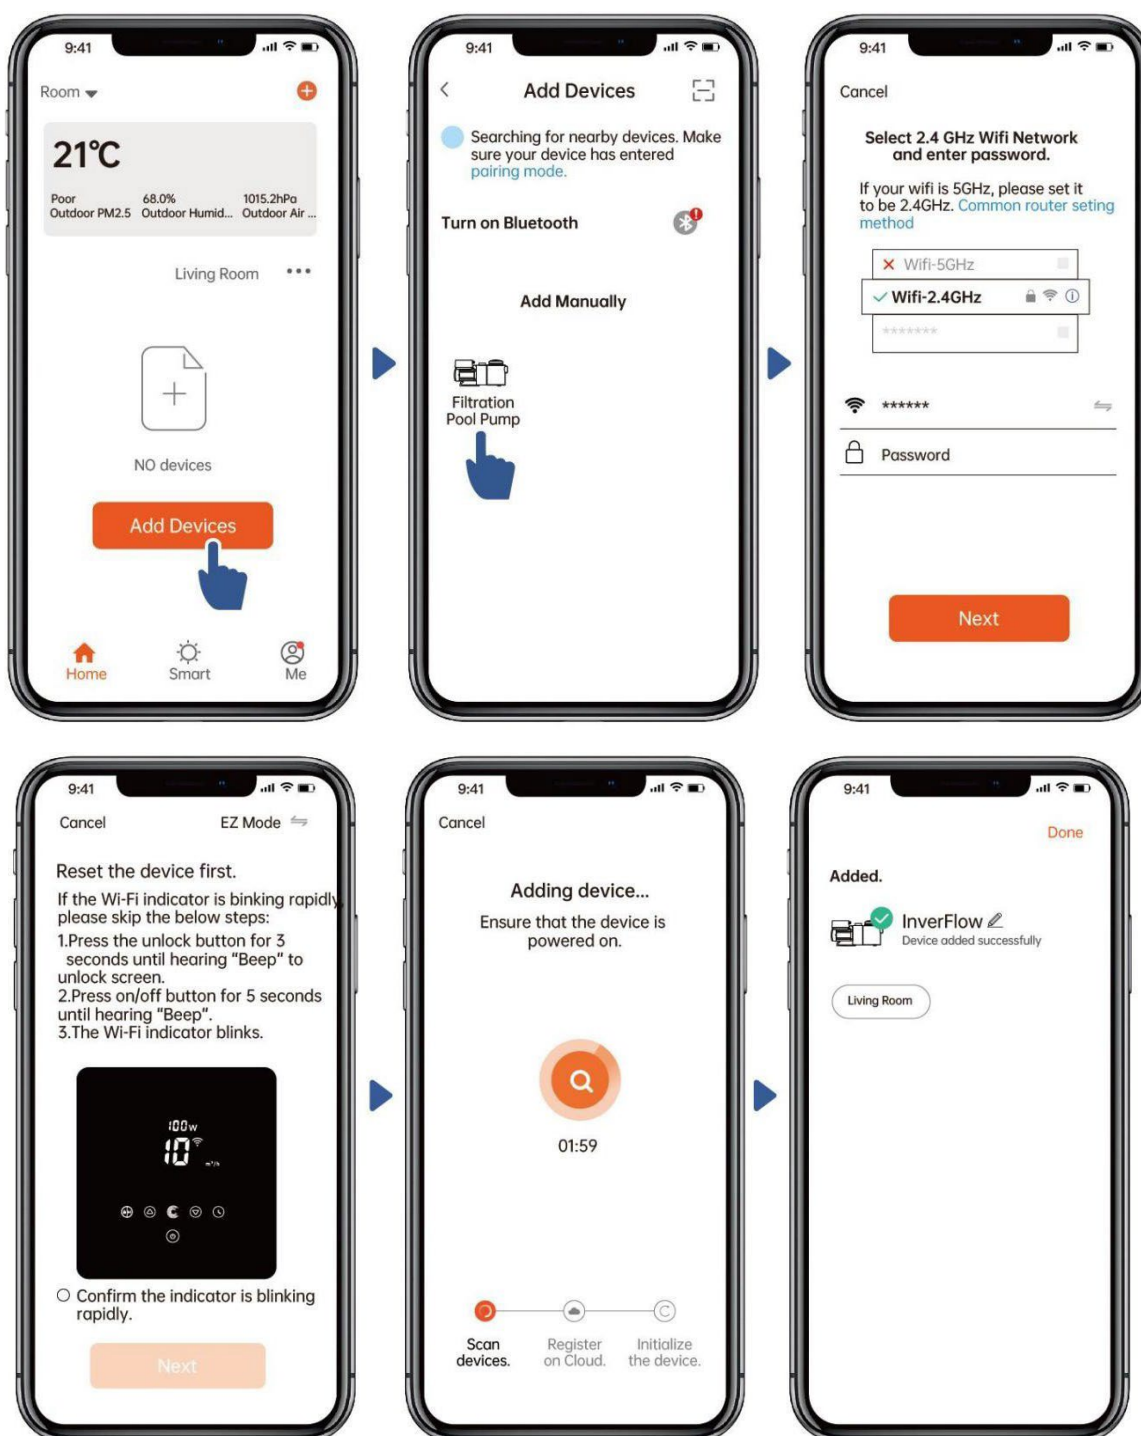 9:41
Room
21℃
Poor 68.0% 1015.2hPa
Outdoor PM2.5 Outdoor Humid... Outdoor Air ...
Living Room
NO devices
Add Devices
Home Smart Me
9:41
Add Devices
Searching for nearby devices. Make
sure your device has entered
pairing mode.
Turn on Bluetooth
Add Manually
Filtration
Pool Pump
9:41
Cancel
Select 2.4 GHz Wifi Network
and enter password.
If your wifi is 5GHz, please set it
to be 2.4GHz. Common router seting
method
Wifi-5GHz
Wifi-2.4GHz
*******
******
Password
Next
9:41
Cancel EZ Mode
Reset the device first.
If the Wi-Fi indicator is binking rapidly,
please skip the below steps:
1.Press the unlock button for 3
seconds until hearing "Beep" to
unlock screen.
2.Press on/off button for 5 seconds
until hearing "Beep".
3.The Wi-Fi indicator blinks.
100w
10 m³/h
Confirm the indicator is blinking
rapidly.
Next
9:41
Cancel
Adding device...
Ensure that the device is
powered on.
01:59
Scan Register Initialize
devices. on Cloud. the device.
9:41
Done
Added.
InverFlow
Device added successfully
Living Room